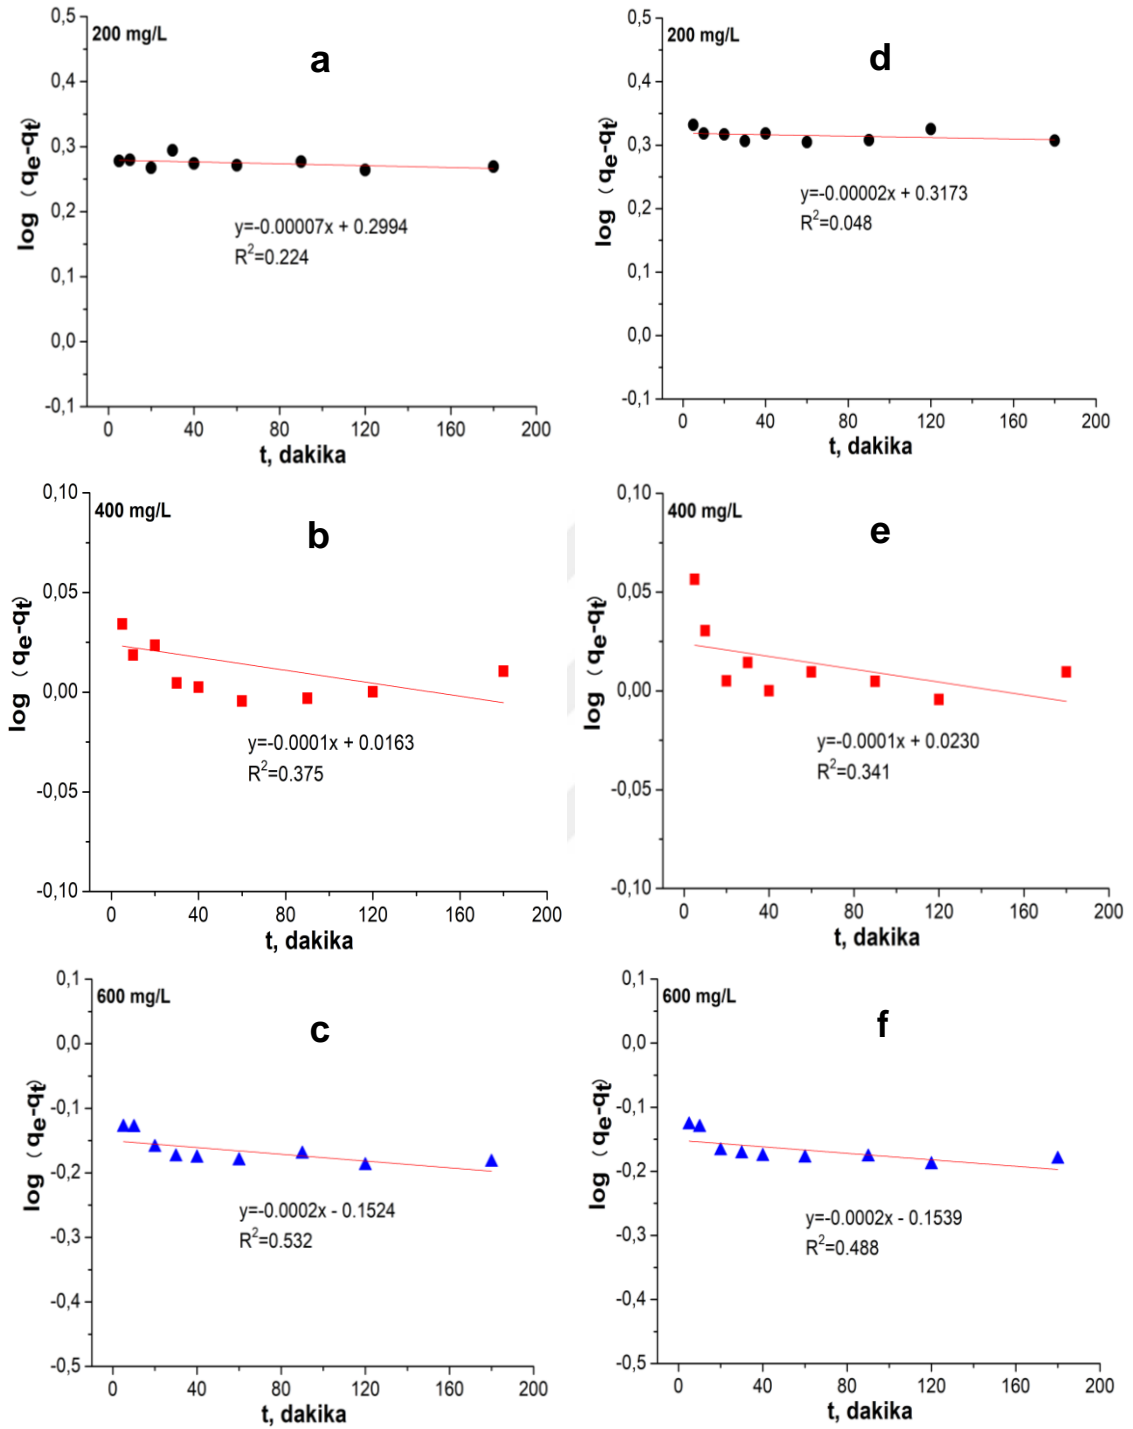 200 mg/L
a
0,5
0,4
0,3
0,2
0,1
0,0
-0,1
log (qe-qt)
y=-0.00007x + 0.2994
R2=0.224
0 40 80 120 160 200
t, dakika
200 mg/L
d
0,5
0,4
0,3
0,2
0,1
0,0
-0,1
log (qe-qt)
y=-0.00002x + 0.3173
R2=0.048
0 40 80 120 160 200
t, dakika
400 mg/L
b
0,10
0,05
0,00
-0,05
-0,10
log (qe-qt)
y=-0.0001x + 0.0163
R2=0.375
0 40 80 120 160 200
t, dakika
400 mg/L
e
0,10
0,05
0,00
-0,05
-0,10
log (qe-qt)
y=-0.0001x + 0.0230
R2=0.341
0 40 80 120 160 200
t, dakika
600 mg/L
c
0,1
0,0
-0,1
-0,2
-0,3
-0,4
-0,5
log (qe-qt)
y=-0.0002x - 0.1524
R2=0.532
0 40 80 120 160 200
t, dakika
600 mg/L
f
0,1
0,0
-0,1
-0,2
-0,3
-0,4
-0,5
log (qe-qt)
y=-0.0002x - 0.1539
R2=0.488
0 40 80 120 160 200
t, dakika